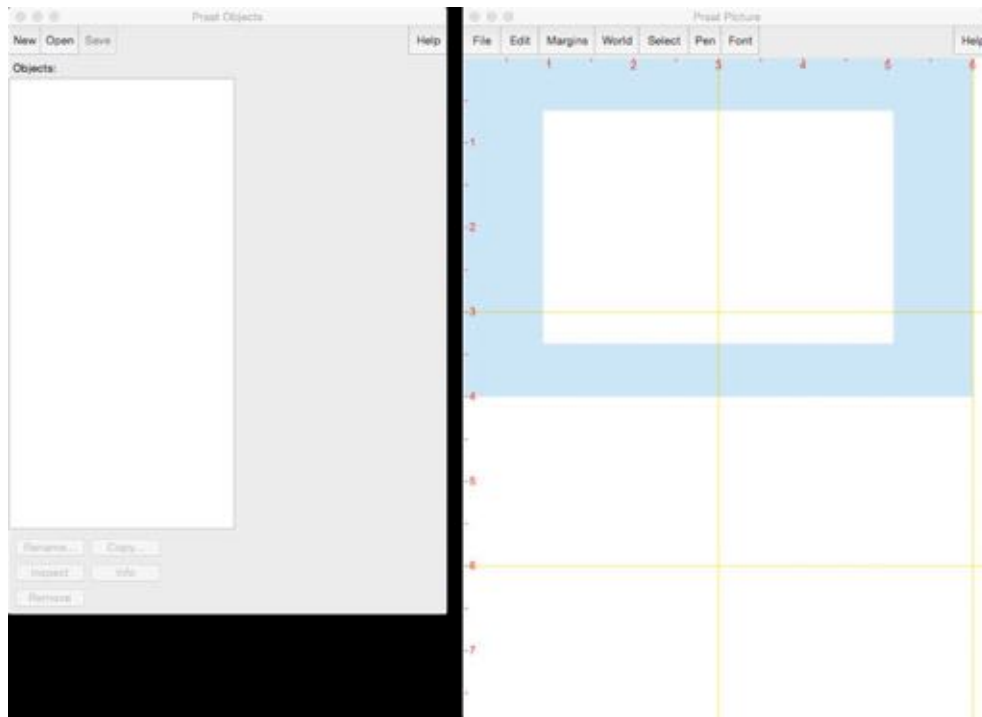 Praat Objects
New Open Save Help
Objects:
Rename... Copy...
Inspect Info
Remove
Praat Picture
File Edit Margins World Select Pen Font Help
1 2 3 4 5 6
1
2
3
4
5
6
7